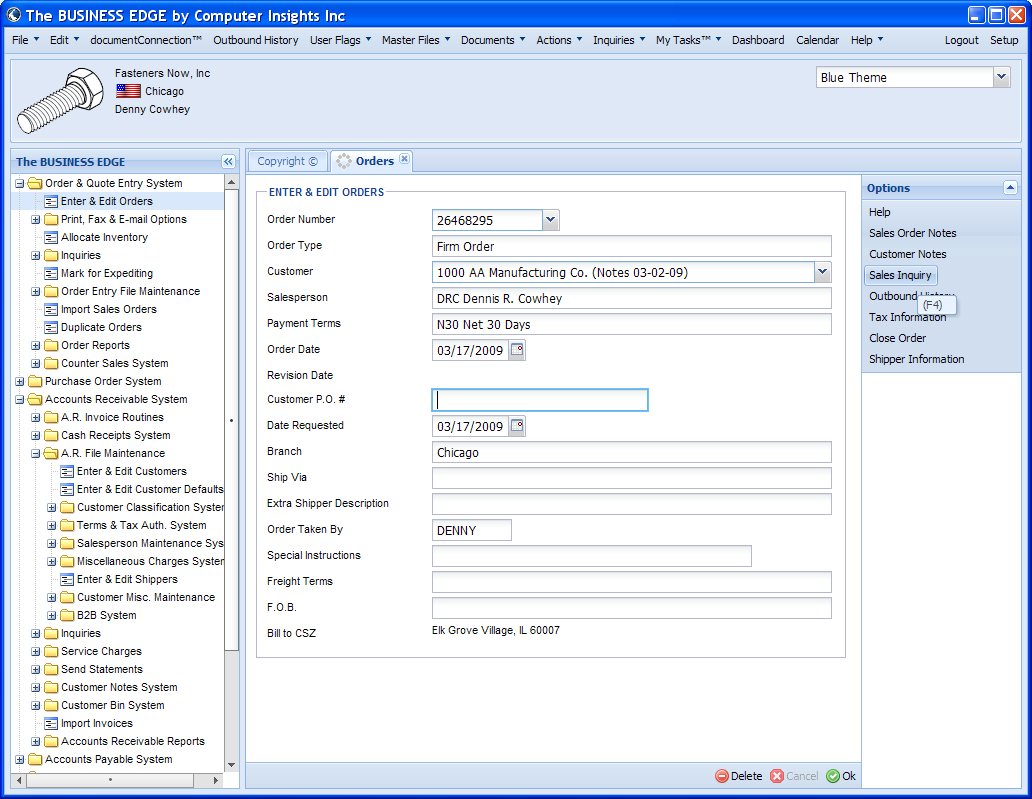 The BUSINESS EDGE by Computer Insights Inc
File Edit documentConnection™ Outbound History User Flags Master Files Documents Actions Inquiries My Tasks™ Dashboard Calendar Help Logout Setup
Fasteners Now, Inc
Chicago
Denny Cowhey
Blue Theme
The BUSINESS EDGE
Order & Quote Entry System
Enter & Edit Orders
Print, Fax & E-mail Options
Allocate Inventory
Inquiries
Mark for Expediting
Order Entry File Maintenance
Import Sales Orders
Duplicate Orders
Order Reports
Counter Sales System
Purchase Order System
Accounts Receivable System
A.R. Invoice Routines
Cash Receipts System
A.R. File Maintenance
Enter & Edit Customers
Enter & Edit Customer Defaults
Customer Classification Syster
Terms & Tax Auth. System
Salesperson Maintenance Sys
Miscellaneous Charges Syster
Enter & Edit Shippers
Customer Misc. Maintenance
B2B System
Inquiries
Service Charges
Send Statements
Customer Notes System
Customer Bin System
Import Invoices
Accounts Receivable Reports
Accounts Payable System
Copyright © Orders
ENTER & EDIT ORDERS
Order Number 26468295
Order Type Firm Order
Customer 1000 AA Manufacturing Co. (Notes 03-02-09)
Salesperson DRC Dennis R. Cowhey
Payment Terms N30 Net 30 Days
Order Date 03/17/2009
Revision Date
Customer P.O. #
Date Requested 03/17/2009
Branch Chicago
Ship Via
Extra Shipper Description
Order Taken By DENNY
Special Instructions
Freight Terms
F.O.B.
Bill to CSZ Elk Grove Village, IL 60007
Delete Cancel Ok
Options
Help
Sales Order Notes
Customer Notes
Sales Inquiry
Outbound History
(F4)
Tax Information
Close Order
Shipper Information